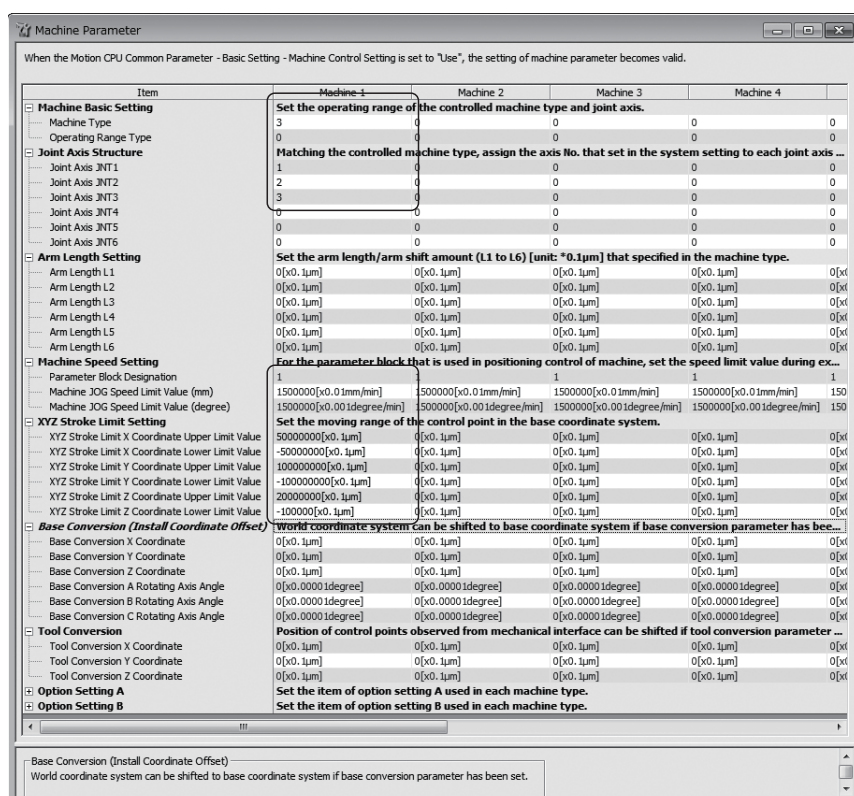 Machine Parameter
When the Motion CPU Common Parameter - Basic Setting - Machine Control Setting is set to "Use", the setting of machine parameter becomes valid.
Item Machine 1 Machine 2 Machine 3 Machine 4
Machine Basic Setting Set the operating range of the controlled machine type and joint axis.
Machine Type 3 0 0 0 0
Operating Range Type 0 0 0 0 0
Joint Axis Structure Matching the controlled machine type, assign the axis No. that set in the system setting to each joint axis ...
Joint Axis JNT1 1 0 0 0 0
Joint Axis JNT2 2 0 0 0 0
Joint Axis JNT3 3 0 0 0 0
Joint Axis JNT4 0 0 0 0 0
Joint Axis JNT5 0 0 0 0 0
Joint Axis JNT6 0 0 0 0 0
Arm Length Setting Set the arm length/arm shift amount (L1 to L6) [unit: *0.1μm] that specified in the machine type.
Arm Length L1 0[x0.1μm] 0[x0.1μm] 0[x0.1μm] 0[x0.1μm] 0[x
Arm Length L2 0[x0.1μm] 0[x0.1μm] 0[x0.1μm] 0[x0.1μm] 0[x
Arm Length L3 0[x0.1μm] 0[x0.1μm] 0[x0.1μm] 0[x0.1μm] 0[x
Arm Length L4 0[x0.1μm] 0[x0.1μm] 0[x0.1μm] 0[x0.1μm] 0[x
Arm Length L5 0[x0.1μm] 0[x0.1μm] 0[x0.1μm] 0[x0.1μm] 0[x
Arm Length L6 0[x0.1μm] 0[x0.1μm] 0[x0.1μm] 0[x0.1μm] 0[x
Machine Speed Setting For the parameter block that is used in positioning control of machine, set the speed limit value during ex...
Parameter Block Designation 1 1 1 1 1
Machine JOG Speed Limit Value (mm) 1500000[x0.01mm/min] 1500000[x0.01mm/min] 1500000[x0.01mm/min] 1500000[x0.01mm/min] 150
Machine JOG Speed Limit Value (degree) 1500000[x0.001degree/min] 1500000[x0.001degree/min] 1500000[x0.001degree/min] 1500000[x0.001degree/min] 150
XYZ Stroke Limit Setting Set the moving range of the control point in the base coordinate system.
XYZ Stroke Limit X Coordinate Upper Limit Value 50000000[x0.1μm] 0[x0.1μm] 0[x0.1μm] 0[x0.1μm] 0[x
XYZ Stroke Limit X Coordinate Lower Limit Value -50000000[x0.1μm] 0[x0.1μm] 0[x0.1μm] 0[x0.1μm] 0[x
XYZ Stroke Limit Y Coordinate Upper Limit Value 100000000[x0.1μm] 0[x0.1μm] 0[x0.1μm] 0[x0.1μm] 0[x
XYZ Stroke Limit Y Coordinate Lower Limit Value -100000000[x0.1μm] 0[x0.1μm] 0[x0.1μm] 0[x0.1μm] 0[x
XYZ Stroke Limit Z Coordinate Upper Limit Value 20000000[x0.1μm] 0[x0.1μm] 0[x0.1μm] 0[x0.1μm] 0[x
XYZ Stroke Limit Z Coordinate Lower Limit Value -100000[x0.1μm] 0[x0.1μm] 0[x0.1μm] 0[x0.1μm] 0[x
Base Conversion (Install Coordinate Offset) World coordinate system can be shifted to base coordinate system if base conversion parameter has bee...
Base Conversion X Coordinate 0[x0.1μm] 0[x0.1μm] 0[x0.1μm] 0[x0.1μm] 0[x
Base Conversion Y Coordinate 0[x0.1μm] 0[x0.1μm] 0[x0.1μm] 0[x0.1μm] 0[x
Base Conversion Z Coordinate 0[x0.1μm] 0[x0.1μm] 0[x0.1μm] 0[x0.1μm] 0[x
Base Conversion A Rotating Axis Angle 0[x0.00001degree] 0[x0.00001degree] 0[x0.00001degree] 0[x0.00001degree] 0[x
Base Conversion B Rotating Axis Angle 0[x0.00001degree] 0[x0.00001degree] 0[x0.00001degree] 0[x0.00001degree] 0[x
Base Conversion C Rotating Axis Angle 0[x0.00001degree] 0[x0.00001degree] 0[x0.00001degree] 0[x0.00001degree] 0[x
Tool Conversion Position of control points observed from mechanical interface can be shifted if tool conversion parameter ...
Tool Conversion X Coordinate 0[x0.1μm] 0[x0.1μm] 0[x0.1μm] 0[x0.1μm] 0[x
Tool Conversion Y Coordinate 0[x0.1μm] 0[x0.1μm] 0[x0.1μm] 0[x0.1μm] 0[x
Tool Conversion Z Coordinate 0[x0.1μm] 0[x0.1μm] 0[x0.1μm] 0[x0.1μm] 0[x
Option Setting A Set the item of option setting A used in each machine type.
Option Setting B Set the item of option setting B used in each machine type.
Base Conversion (Install Coordinate Offset)
World coordinate system can be shifted to base coordinate system if base conversion parameter has been set.